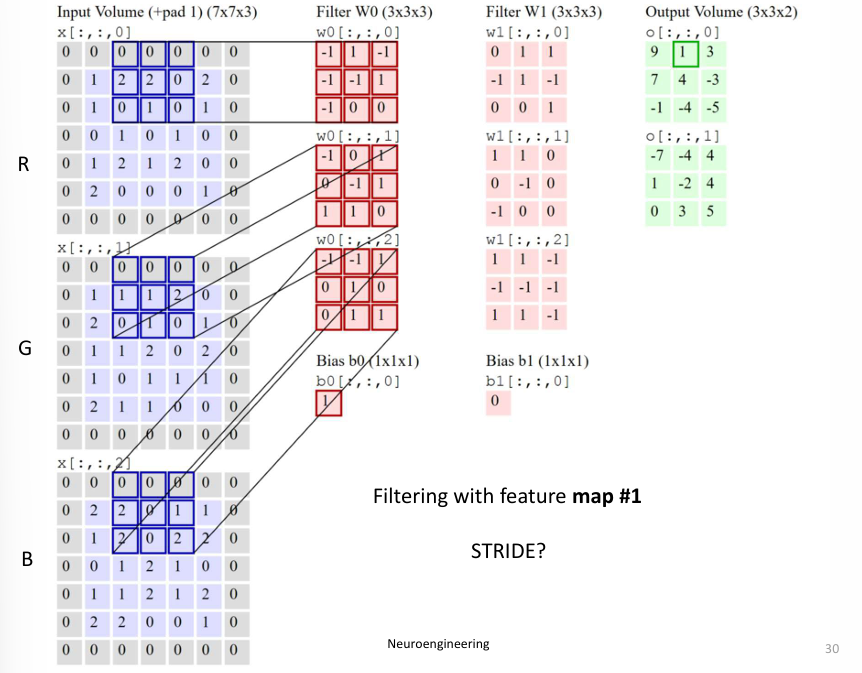 Input Volume (+pad 1) (7x7x3) Filter W0 (3x3x3) Filter W1 (3x3x3) Output Volume (3x3x2)
x[:,:,0] w0[:,:,0] w1[:,:,0] o[:,:,0]
0 0 0 0 0 0 0 -1 1 -1 0 1 1 9 1 3
0 1 2 2 0 2 0 -1 -1 1 -1 1 -1 7 4 -3
0 1 0 1 0 1 0 -1 0 0 0 0 1 -1 -4 -5
0 0 1 0 1 0 0 w0[:,:,1] w1[:,:,1] o[:,:,1]
R 0 1 2 1 2 0 0 -1 0 1 1 1 0 -7 -4 4
0 2 0 0 0 1 0 0 -1 1 0 -1 0 1 -2 4
0 0 0 0 0 0 0 1 1 0 -1 0 0 0 3 5
x[:,:,1] w0[:,:,2] w1[:,:,2]
0 0 0 0 0 0 0 -1 -1 1 1 1 -1
0 1 1 1 2 0 0 0 1 0 -1 -1 -1
0 2 0 1 0 1 0 0 1 1 1 1 -1
G 0 1 1 2 0 2 0 Bias b0 (1x1x1) Bias b1 (1x1x1)
0 1 0 1 1 1 0 b0[:,:,0] b1[:,:,0]
0 2 1 1 0 0 0 1 0
0 0 0 0 0 0 0
x[:,:,2]
0 0 0 0 0 0 0 Filtering with feature map #1
0 2 2 0 1 1 0
0 1 2 0 2 2 0 STRIDE?
B 0 0 1 2 1 0 0
0 1 1 2 1 2 0
0 2 2 0 0 1 0
0 0 0 0 0 0 0
Neuroengineering
30